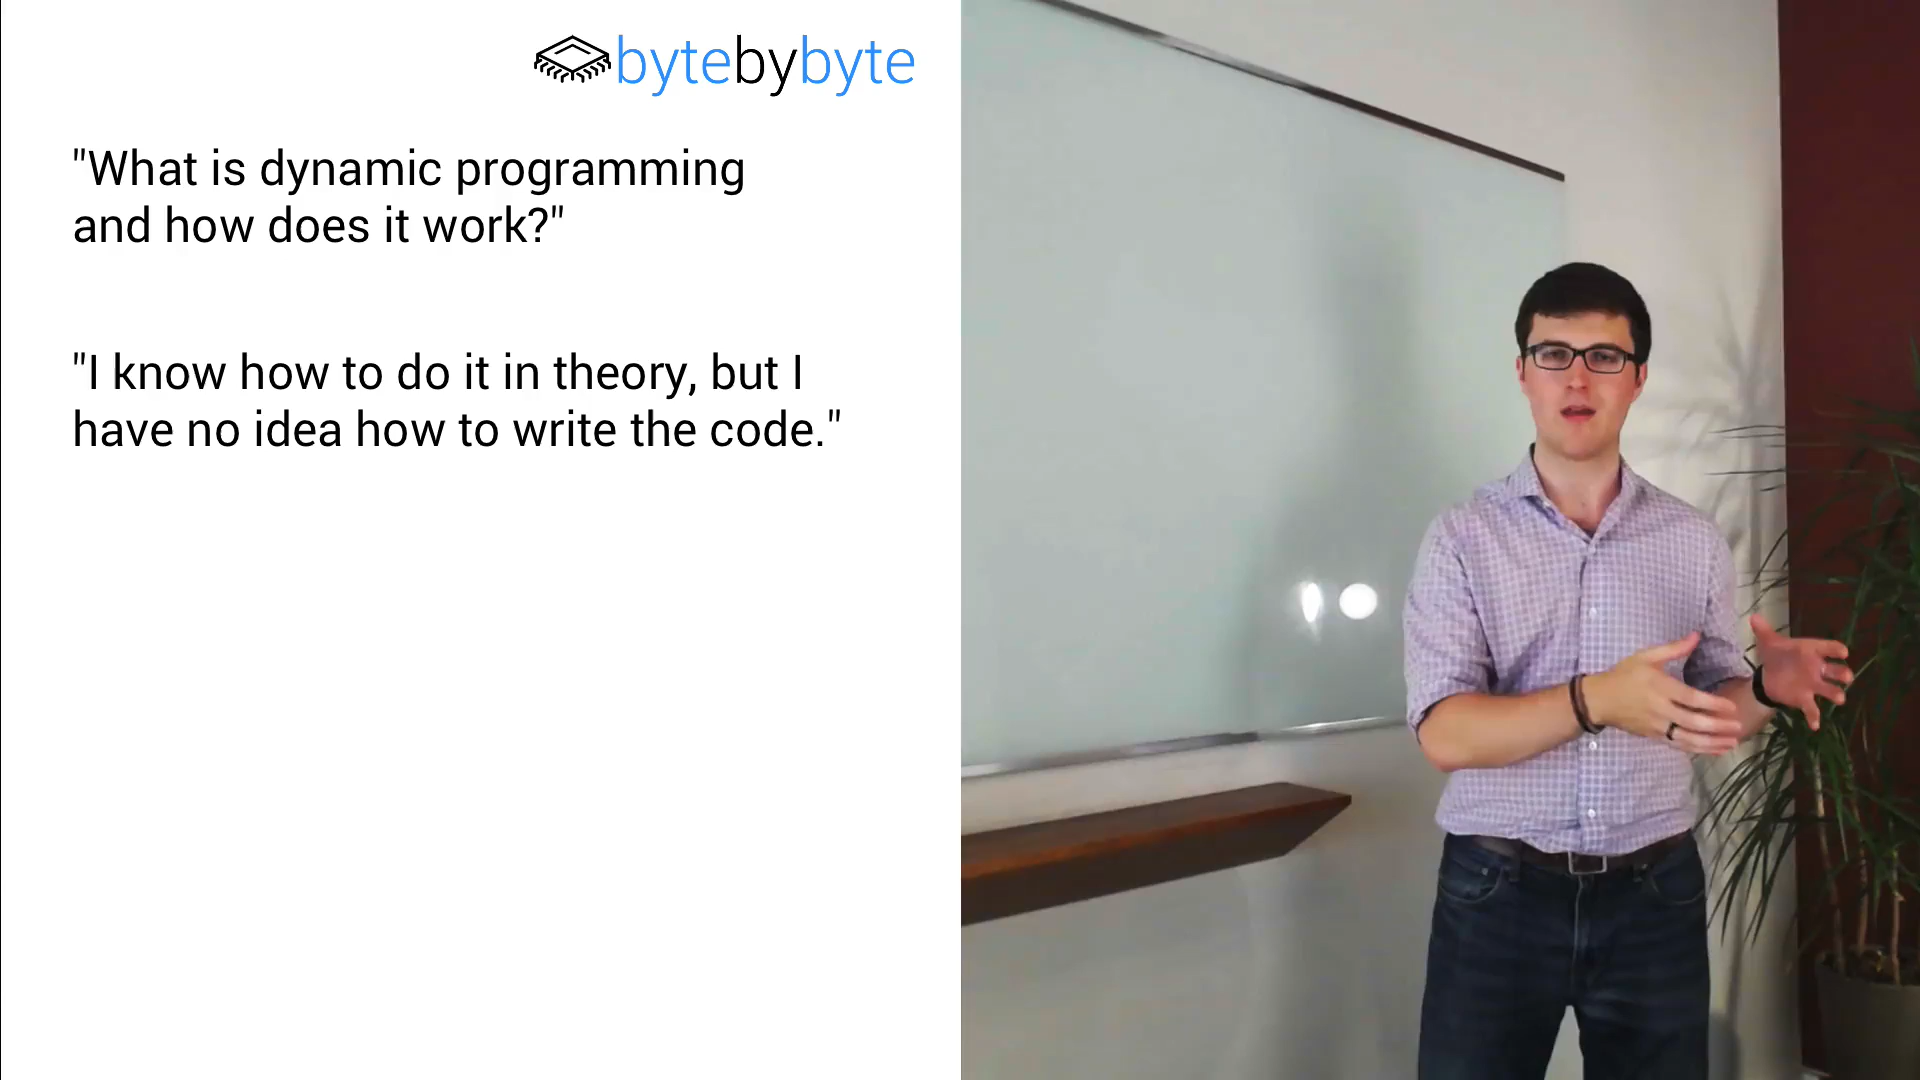 bytebybyte
"What is dynamic programming
and how does it work?"
"I know how to do it in theory, but I
have no idea how to write the code."